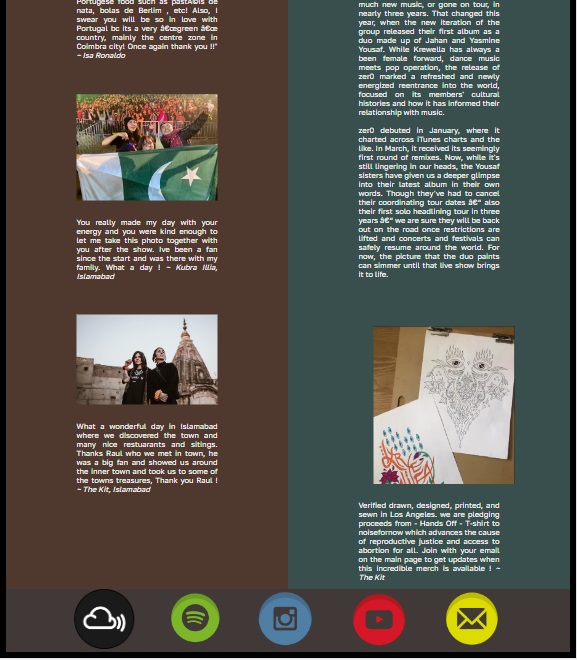 Portugese food such as pastÃ©is de
nata, bolas de Berlim , etc! Also, I
swear you will be so in love with
Portugal bc its a very â€œgreen â€œ
country, mainly the centre zone in
Coimbra city! Once again thank you !!"
~ Isa Ronaldo
You really made my day with your
energy and you were kind enough to
let me take this photo together with
you after the show. Ive been a fan
since the start and was there with my
family. What a day ! ~ Kubra Illia,
Islamabad
What a wonderful day in Islamabad
where we discovered the town and
many nice restuarants and sitings.
Thanks Raul who we met in town, he
was a big fan and showed us around
the inner town and took us to some of
the towns treasures, Thank you Raul !
~ The Kit, Islamabad
much new music, or gone on tour, in
nearly three years. That changed this
year, when the new iteration of the
group released their first album as a
duo made up of Jahan and Yasmine
Yousaf. While Krewella has always a
been female forward, dance music
meets pop operation, the release of
zer0 marked a refreshed and newly
energized reentrance into the world,
focused on its members' cultural
histories and how it has informed their
relationship with music.
zer0 debuted in January, where it
charted across iTunes charts and the
like. In March, it received its seemingly
first round of remixes. Now, while it's
still lingering in our heads, the Yousaf
sisters have given us a deeper glimpse
into their latest album in their own
words. Though they've had to cancel
their coordinating tour dates â€“ also
their first solo headlining tour in three
years â€“ we are sure they will be back
out on the road once restrictions are
lifted and concerts and festivals can
safely resume around the world. For
now, the picture that the duo paints
can simmer until that live show brings
it to life.
Verified drawn, designed, printed, and
sewn in Los Angeles. we are pledging
proceeds from - Hands Off - T-shirt to
noisefornow which advances the cause
of reproductive justice and access to
abortion for all. Join with your email
on the main page to get updates when
this incredible merch is available ! ~
The Kit